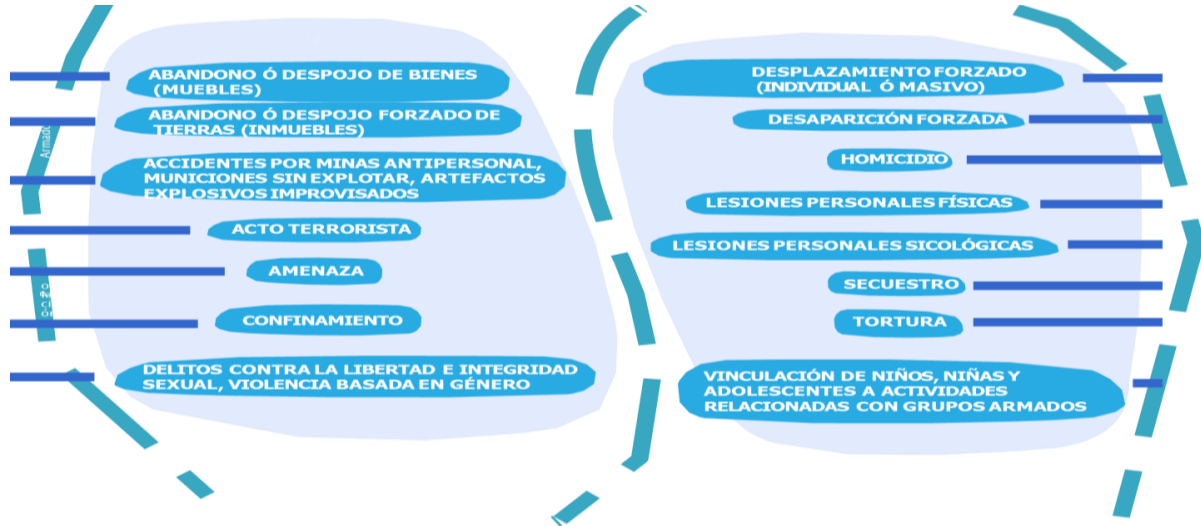 ABANDONO Ó DESPOJO DE BIENES
(MUEBLES)
ABANDONO Ó DESPOJO FORZADO DE
TIERRAS (INMUEBLES)
ACCIDENTES POR MINAS ANTIPERSONAL,
MUNICIONES SIN EXPLOTAR, ARTEFACTOS
EXPLOSIVOS IMPROVISADOS
ACTO TERRORISTA
AMENAZA
CONFINAMIENTO
DELITOS CONTRA LA LIBERTAD E INTEGRIDAD
SEXUAL, VIOLENCIA BASADA EN GÉNERO
DESPLAZAMIENTO FORZADO
(INDIVIDUAL Ó MASIVO)
DESAPARICIÓN FORZADA
HOMICIDIO
LESIONES PERSONALES FÍSICAS
LESIONES PERSONALES SICOLÓGICAS
SECUESTRO
TORTURA
VINCULACIÓN DE NIÑOS, NIÑAS Y
ADOLESCENTES A ACTIVIDADES
RELACIONADAS CON GRUPOS ARMADOS
Armado